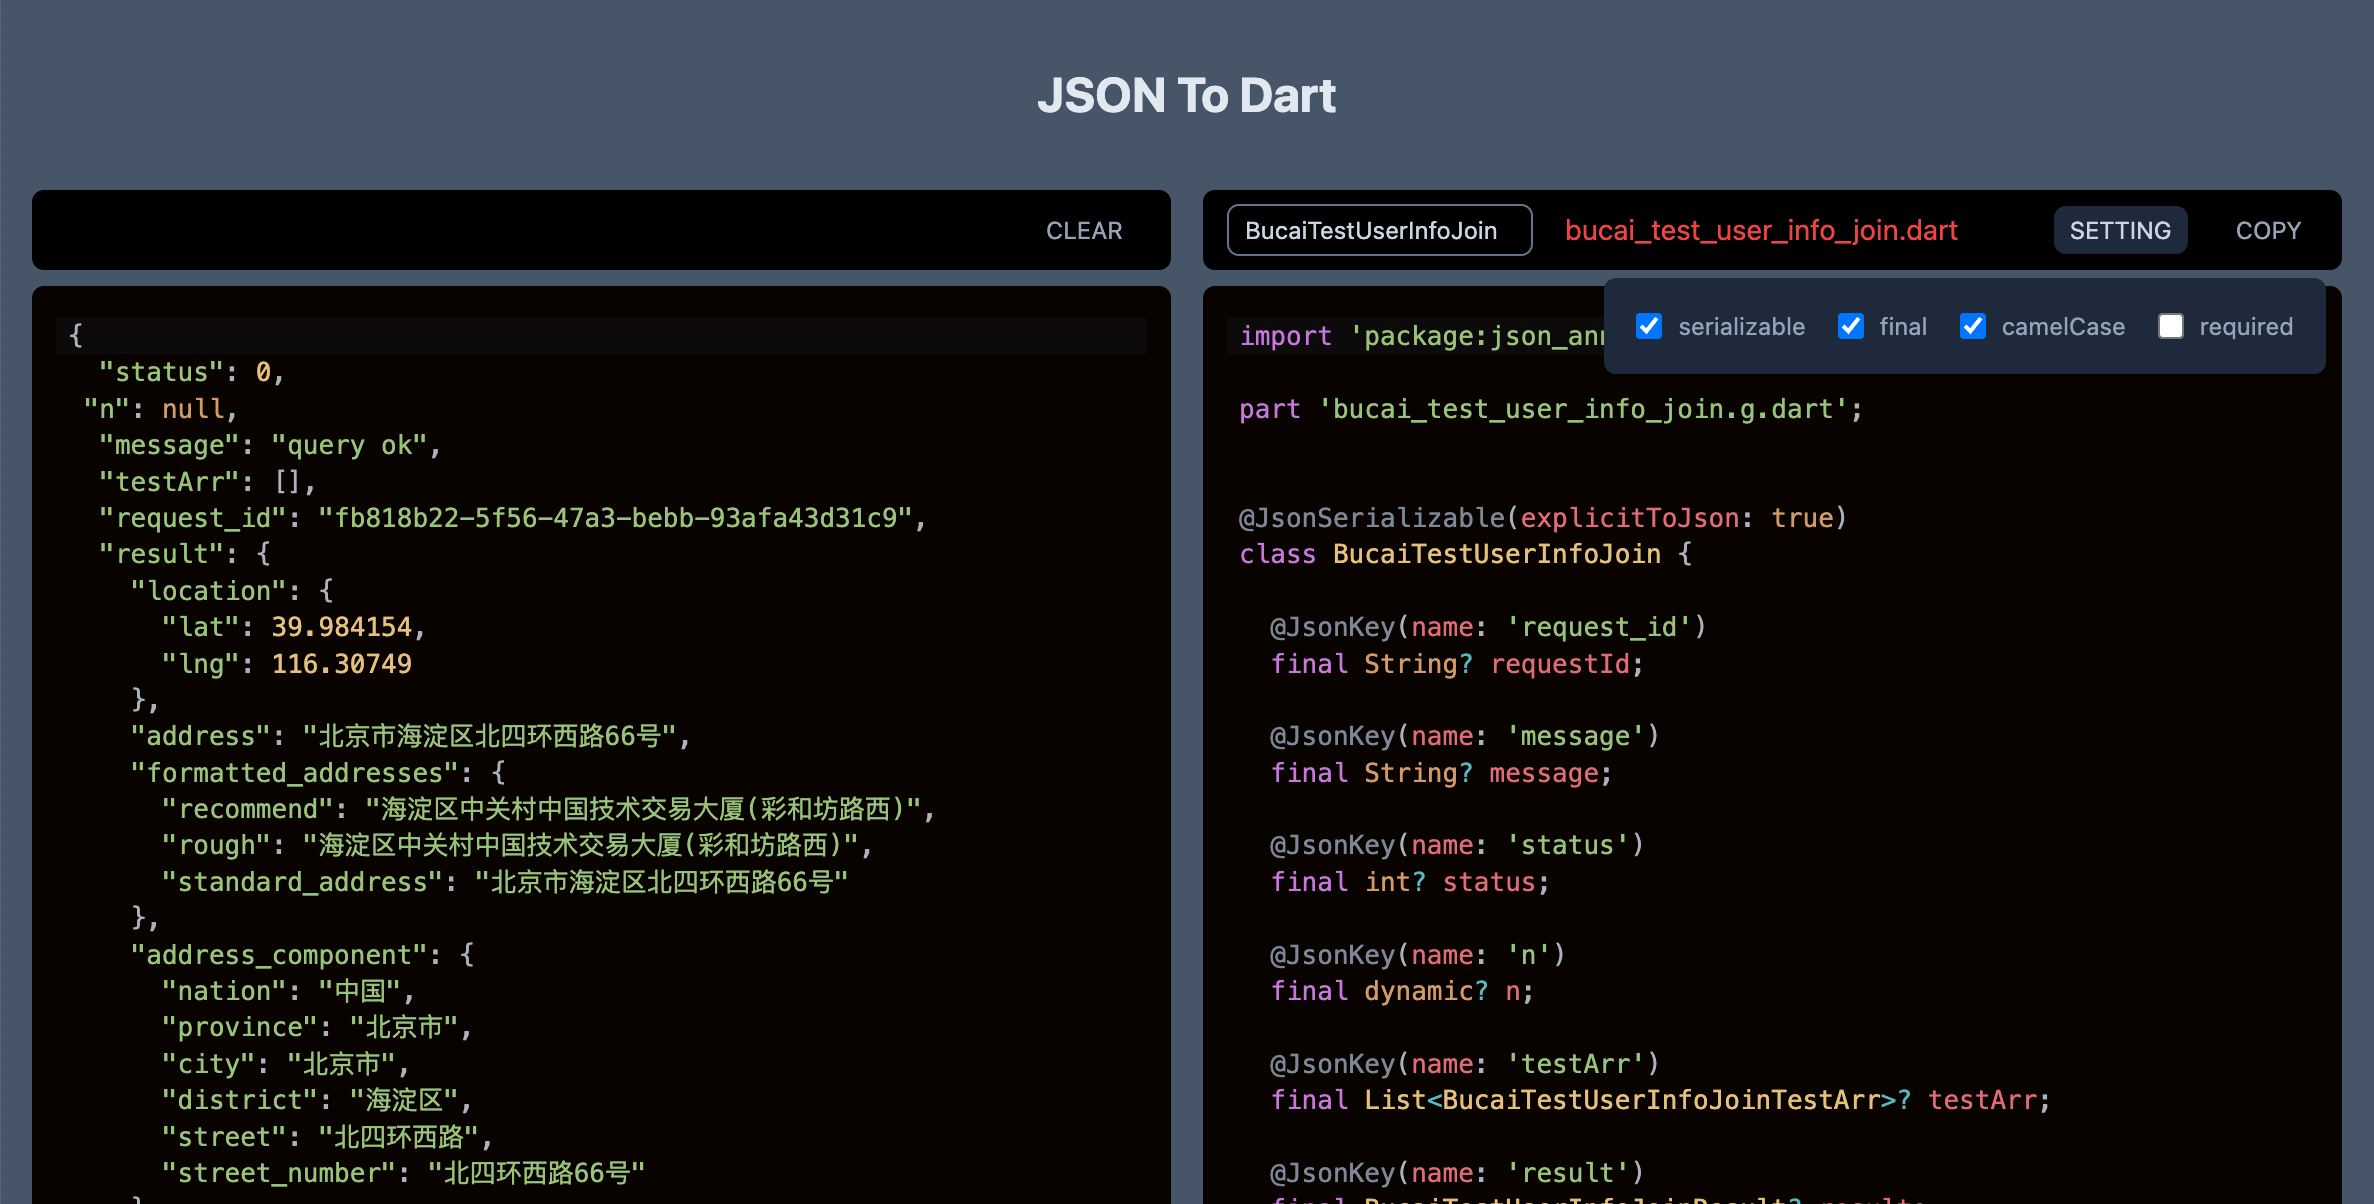 JSON To Dart
CLEAR
{
"status": 0,
"n": null,
"message": "query ok",
"testArr": [],
"request_id": "fb818b22-5f56-47a3-bebb-93afa43d31c9",
"result": {
"location": {
"lat": 39.984154,
"lng": 116.30749
},
"address": "北京市海淀区北四环西路66号",
"formatted_addresses": {
"recommend": "海淀区中关村中国技术交易大厦(彩和坊路西)",
"rough": "海淀区中关村中国技术交易大厦(彩和坊路西)",
"standard_address": "北京市海淀区北四环西路66号"
},
"address_component": {
"nation": "中国",
"province": "北京市",
"city": "北京市",
"district": "海淀区",
"street": "北四环西路",
"street_number": "北四环西路66号"
BucaiTestUserInfoJoin
bucai_test_user_info_join.dart
SETTING
COPY
serializable
final
camelCase
required
import 'package:json_ann
part 'bucai_test_user_info_join.g.dart';
@JsonSerializable(explicitToJson: true)
class BucaiTestUserInfoJoin {
@JsonKey(name: 'request_id')
final String? requestId;
@JsonKey(name: 'message')
final String? message;
@JsonKey(name: 'status')
final int? status;
@JsonKey(name: 'n')
final dynamic? n;
@JsonKey(name: 'testArr')
final List<BucaiTestUserInfoJoinTestArr>? testArr;
@JsonKey(name: 'result')
final BucaiTestUserInfoJoinResult? result;